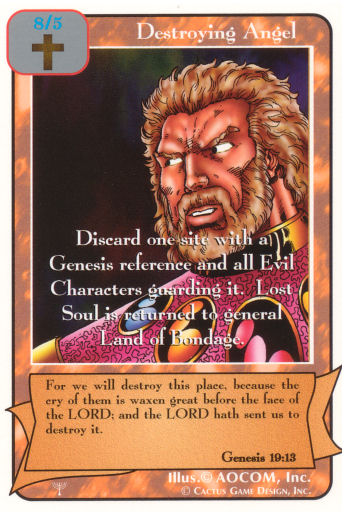 8/5
Destroying Angel
Discard one site with a
Genesis reference and all Evil
Characters guarding it. Lost
Soul is returned to general
Land of Bondage.
For we will destroy this place, because the
cry of them is waxen great before the face of
the LORD; and the LORD hath sent us to
destroy it.
Genesis 19:13
Illus.© AOCOM, Inc.
© CACTUS GAME DESIGN, INC.